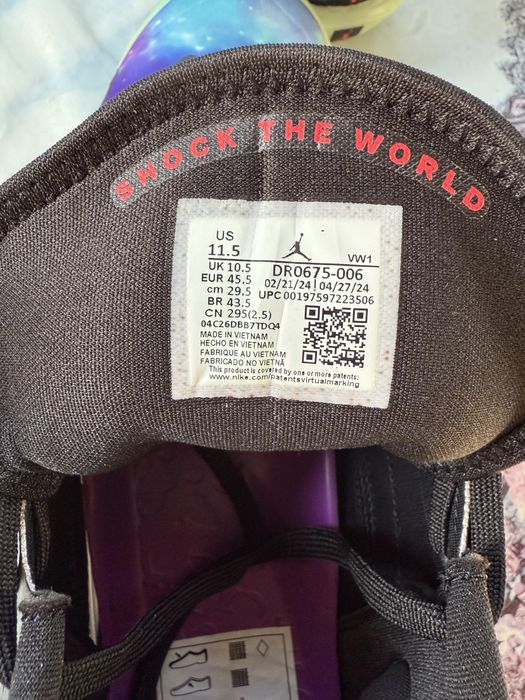 SHOCK THE WORLD
US
11.5
VW1
UK 10.5
DR0675-006
EUR 45.5
02/21/24 | 04/27/24
cm 29.5
UPC 00197597223506
BR 43.5
CN 295(2.5)
04C26DBB7TDQ4
MADE IN VIETNAM
HECHO EN VIETNAM
FABRIQUE AU VIETNAM
FABRICADO NO VIETNÃ
This product is covered by one or more patents:
www.nike.com/patentsvirtualmarking